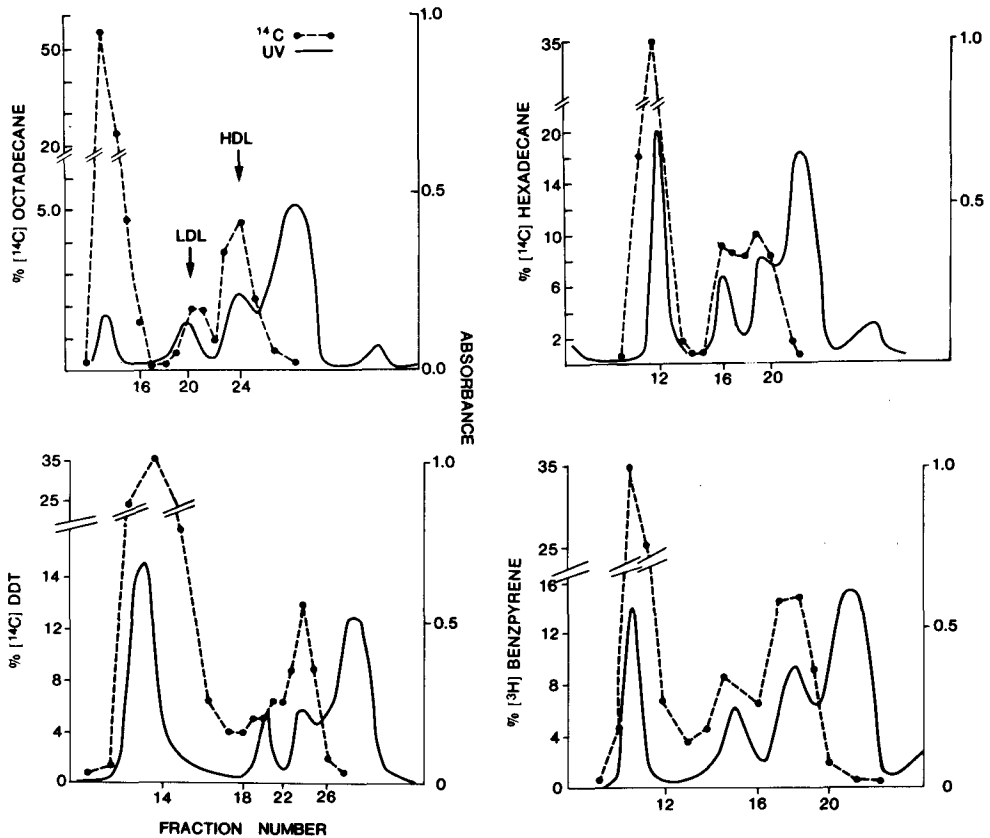 ¹⁴C
UV
HDL
LDL
% [¹⁴C] OCTADECANE
50
20
5.0
16 20 24
1.0
0.5
0.0
ABSORBANCE
% [¹⁴C] HEXADECANE
35
20
14
10
6
2
12 16 20
1.0
0.5
% [¹⁴C] DDT
35
25
14
12
8
4
0
14 18 22 26
1.0
0.5
0
FRACTION NUMBER
% [³H] BENZPYRENE
35
25
16
12
8
4
0
12 16 20
1.0
0.5
0